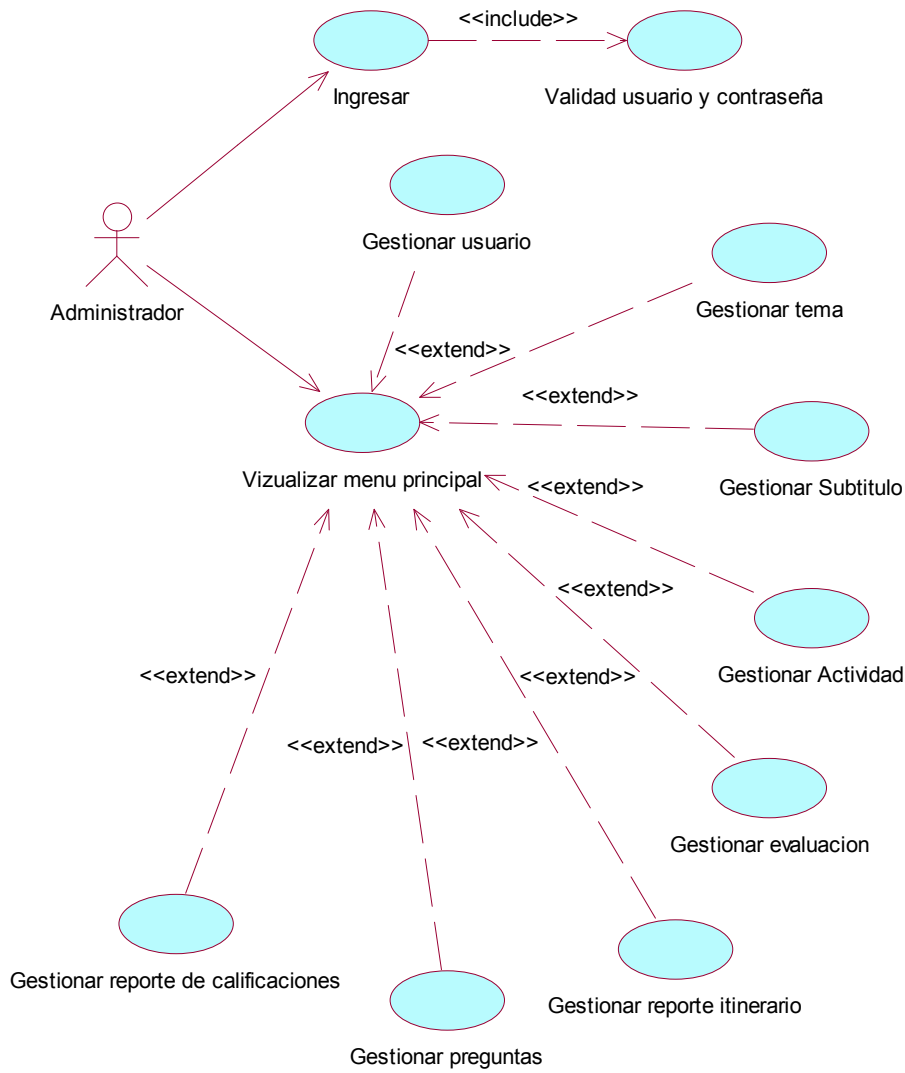 <<include>>
Ingresar
Validad usuario y contraseña
Gestionar usuario
Administrador
Gestionar tema
<<extend>>
<<extend>>
Vizualizar menu principal
<<extend>>
Gestionar Subtitulo
<<extend>>
<<extend>>
<<extend>>
Gestionar Actividad
<<extend>>
<<extend>>
Gestionar evaluacion
Gestionar reporte de calificaciones
Gestionar reporte itinerario
Gestionar preguntas